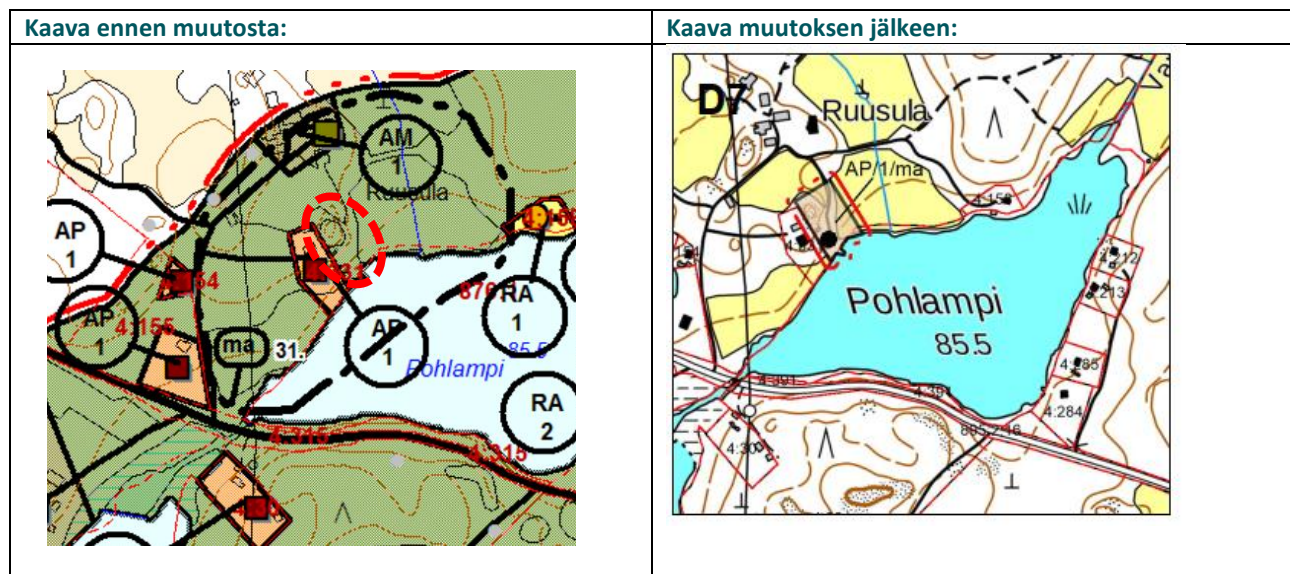 Kaava ennen muutosta:
Kaava muutoksen jälkeen:
AM
1
Ruusula
AP
1
AP
1
4:155
ma
31.
AP
1
Pohlampi
85.5
RA
1
RA
2
4:315
4:315
D7
Ruusula
AP/1/ma
Pohlampi
85.5
4:212
4:213
4:285
4:284
4:391